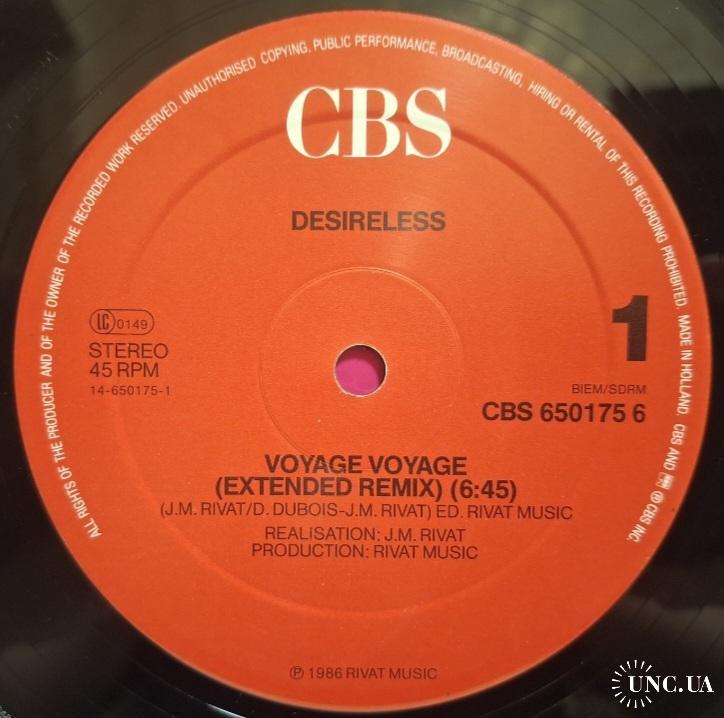 ALL RIGHTS OF THE PRODUCER AND OF THE OWNER OF THE RECORDED WORK RESERVED. UNAUTHORISED COPYING, PUBLIC PERFORMANCE, BROADCASTING, HIRING OR RENTAL OF THIS RECORDING PROHIBITED. MADE IN HOLLAND. CBS AND ℗ CBS INC.
CBS
DESIRELESS
1
LC 0149
STEREO
45 RPM
14-650175-1
BIEM/SDRM
CBS 650175 6
VOYAGE VOYAGE
(EXTENDED REMIX) (6:45)
(J.M. RIVAT/D. DUBOIS-J.M. RIVAT) ED. RIVAT MUSIC
REALISATION: J.M. RIVAT
PRODUCTION: RIVAT MUSIC
℗ 1986 RIVAT MUSIC
UNC.UA